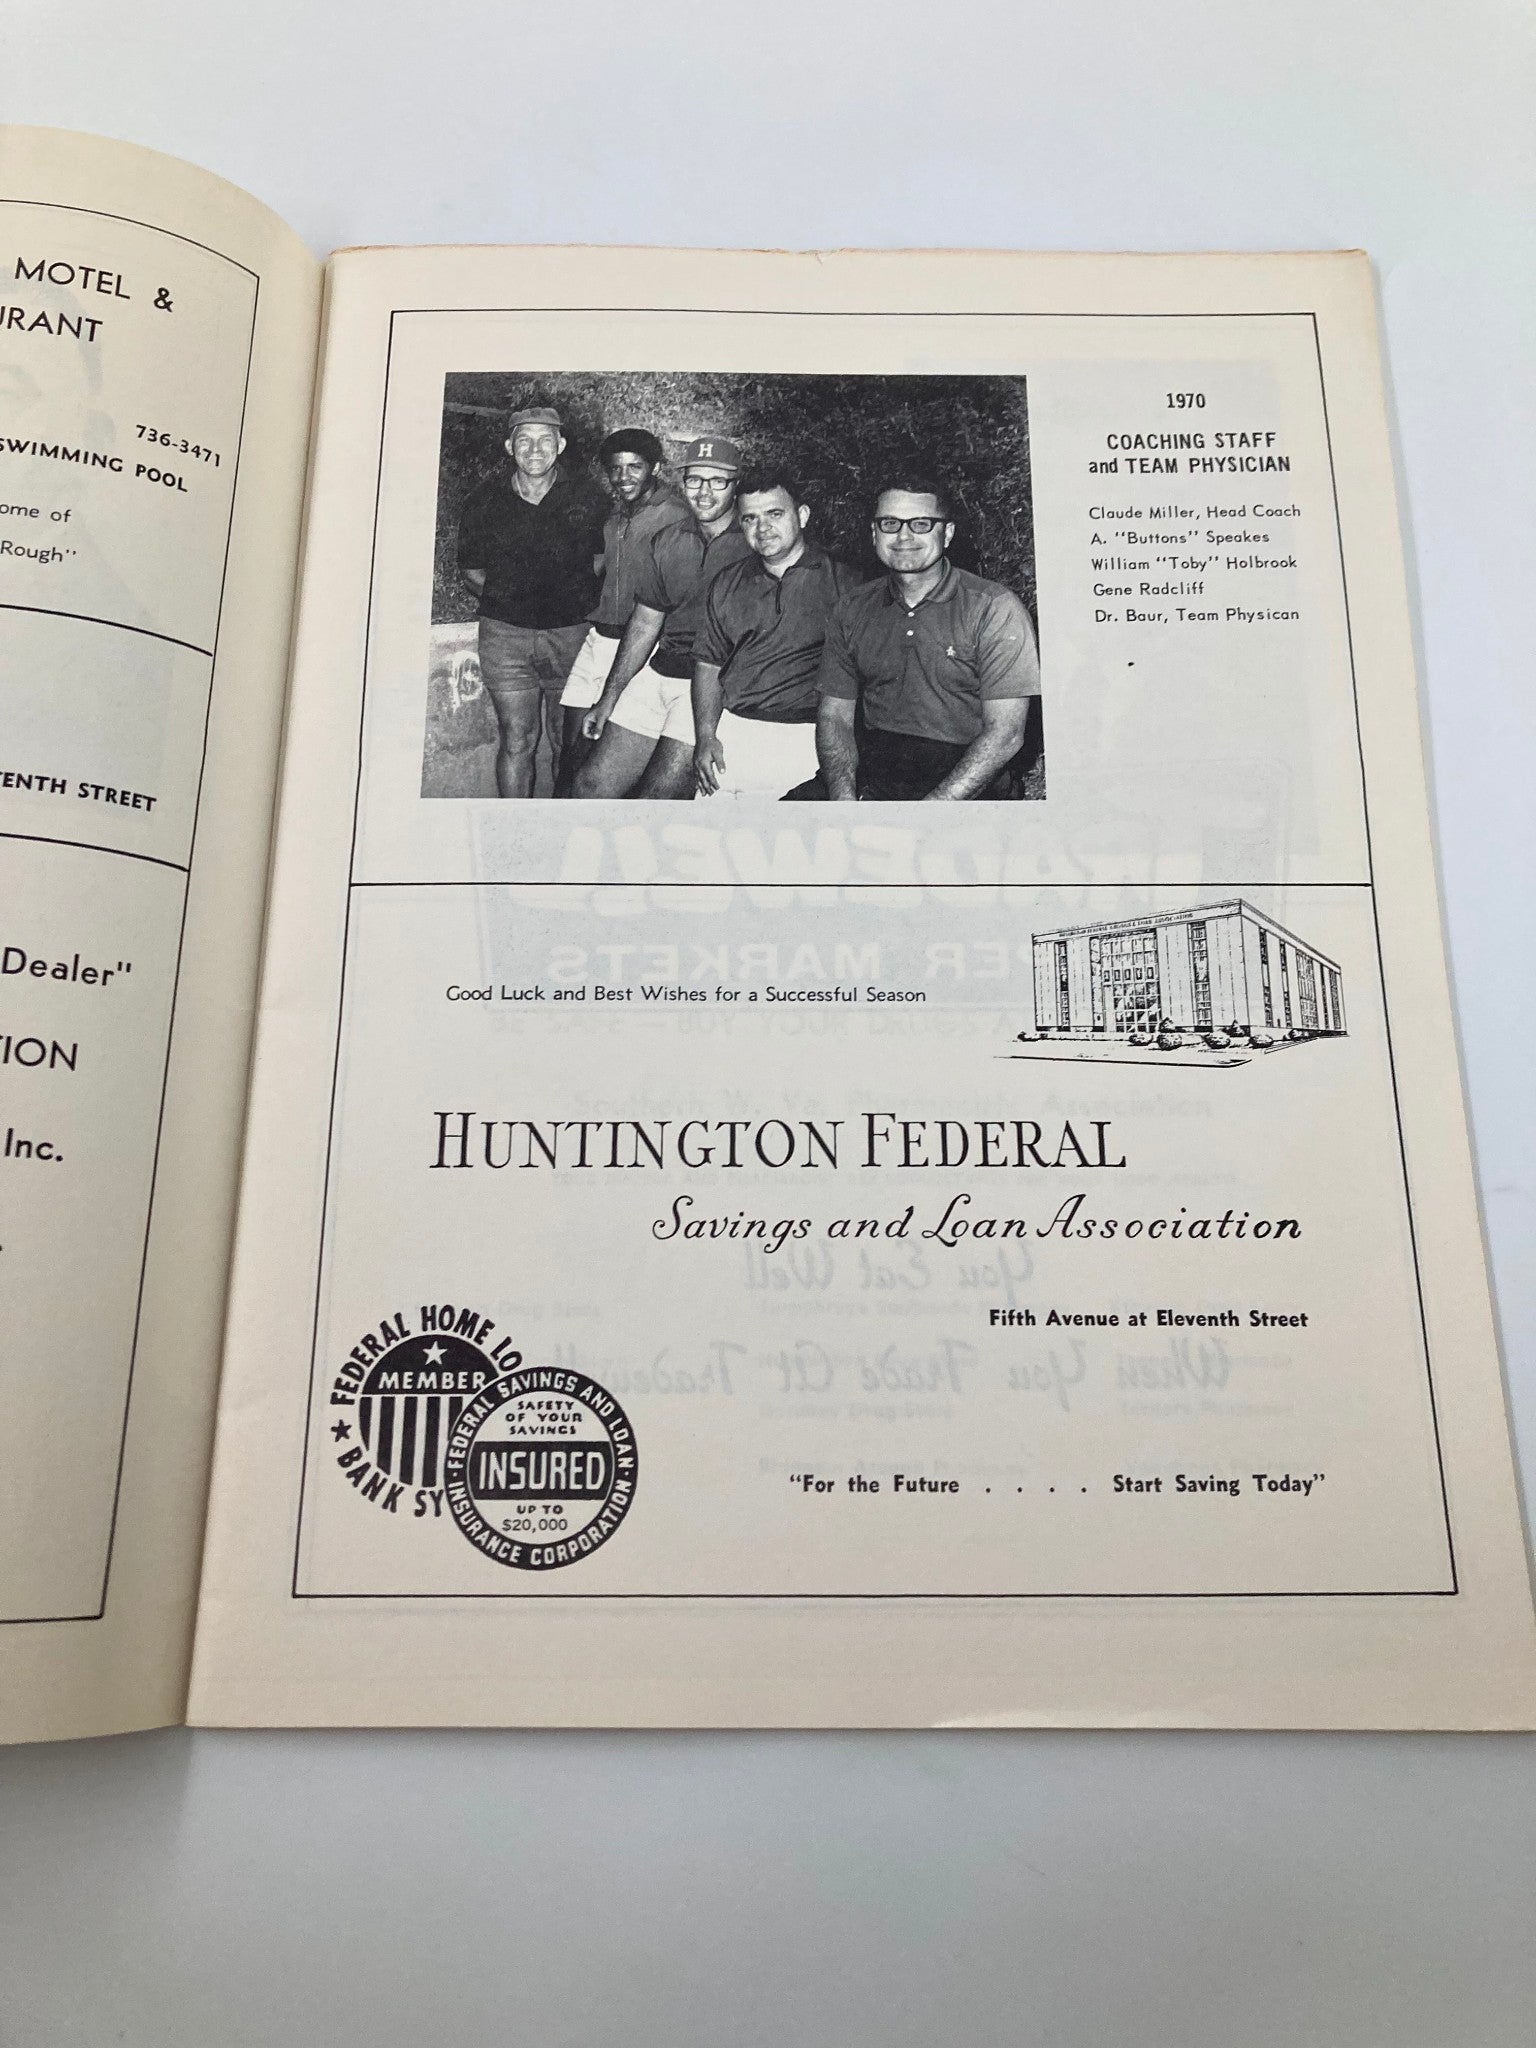 MOTEL &
URANT
736-3471
SWIMMING POOL
ome of
Rough"
TENTH STREET
Dealer"
TION
Inc.
H
1970
COACHING STAFF
and TEAM PHYSICIAN
Claude Miller, Head Coach
A. "Buttons" Speakes
William "Toby" Holbrook
Gene Radcliff
Dr. Baur, Team Physican
Good Luck and Best Wishes for a Successful Season
HUNTINGTON FEDERAL
Savings and Loan Association
Fifth Avenue at Eleventh Street
FEDERAL HOME LO
MEMBER
BANK SY
FEDERAL SAVINGS AND LOAN
SAFETY
OF YOUR
SAVINGS
INSURED
UP TO
$20,000
INSURANCE CORPORATION
"For the Future . . . . Start Saving Today"